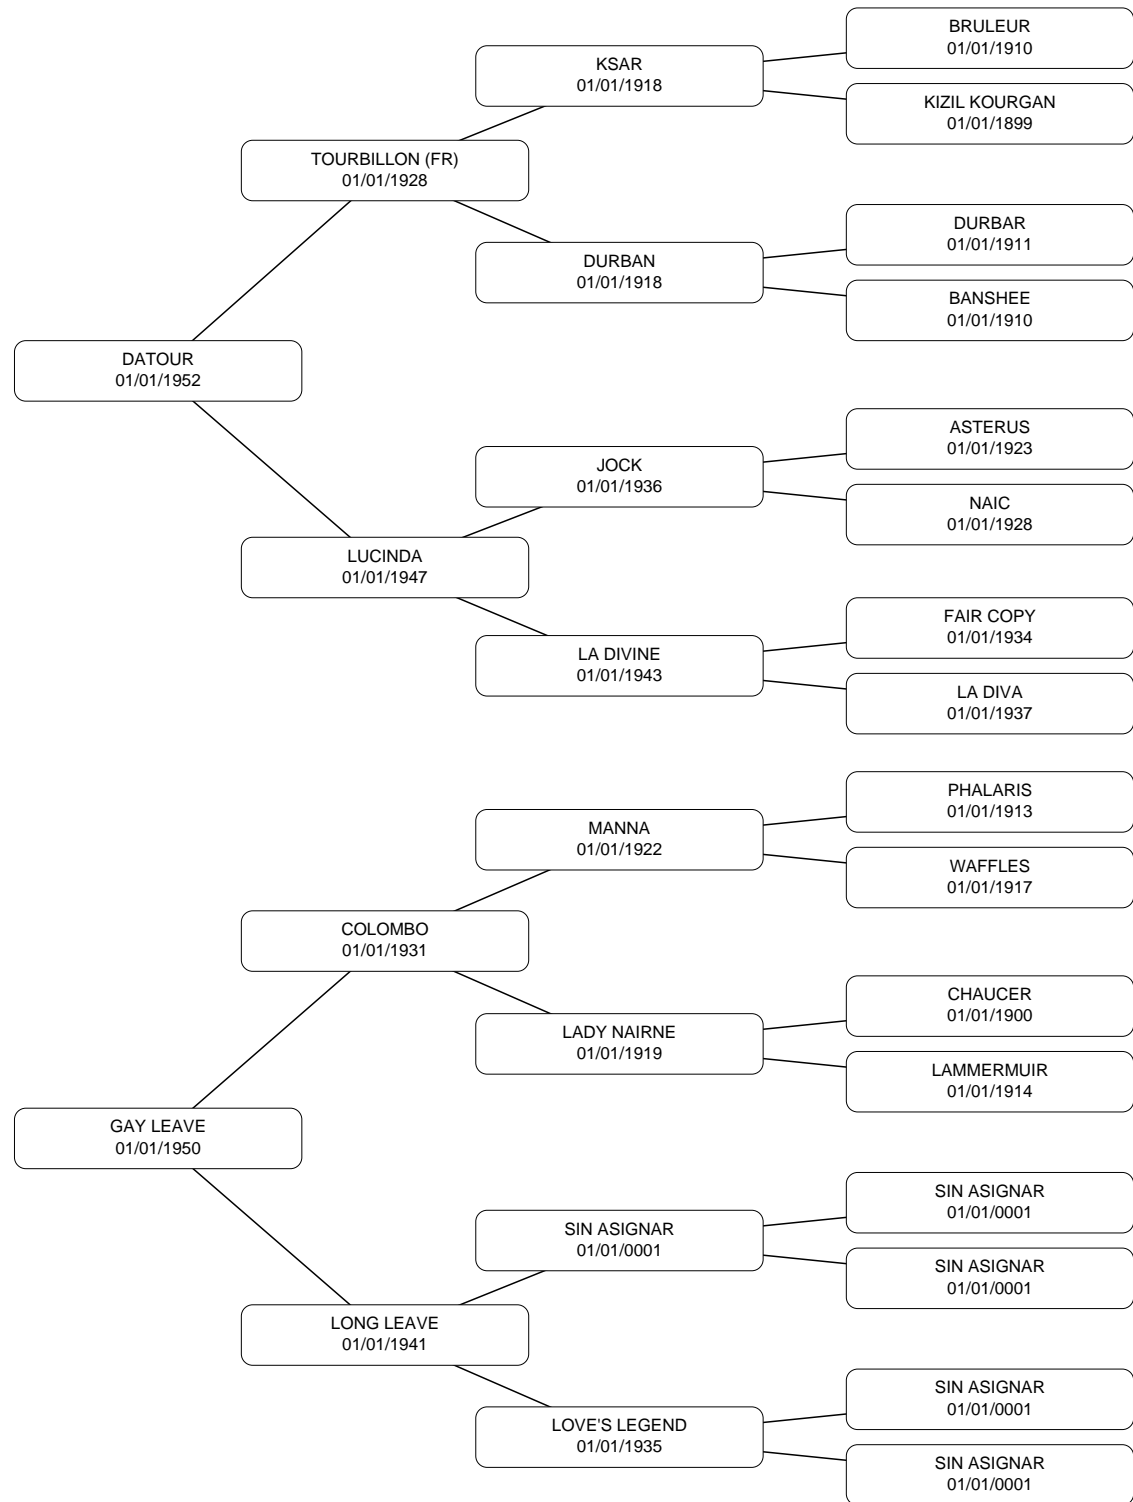 BRULEUR
01/01/1910
KSAR
01/01/1918
KIZIL KOURGAN
01/01/1899
TOURBILLON (FR)
01/01/1928
DURBAR
01/01/1911
DURBAN
01/01/1918
BANSHEE
01/01/1910
DATOUR
01/01/1952
ASTERUS
01/01/1923
JOCK
01/01/1936
NAIC
01/01/1928
LUCINDA
01/01/1947
FAIR COPY
01/01/1934
LA DIVINE
01/01/1943
LA DIVA
01/01/1937
PHALARIS
01/01/1913
MANNA
01/01/1922
WAFFLES
01/01/1917
COLOMBO
01/01/1931
CHAUCER
01/01/1900
LADY NAIRNE
01/01/1919
LAMMERMUIR
01/01/1914
GAY LEAVE
01/01/1950
SIN ASIGNAR
01/01/0001
SIN ASIGNAR
01/01/0001
SIN ASIGNAR
01/01/0001
LONG LEAVE
01/01/1941
SIN ASIGNAR
01/01/0001
LOVE'S LEGEND
01/01/1935
SIN ASIGNAR
01/01/0001